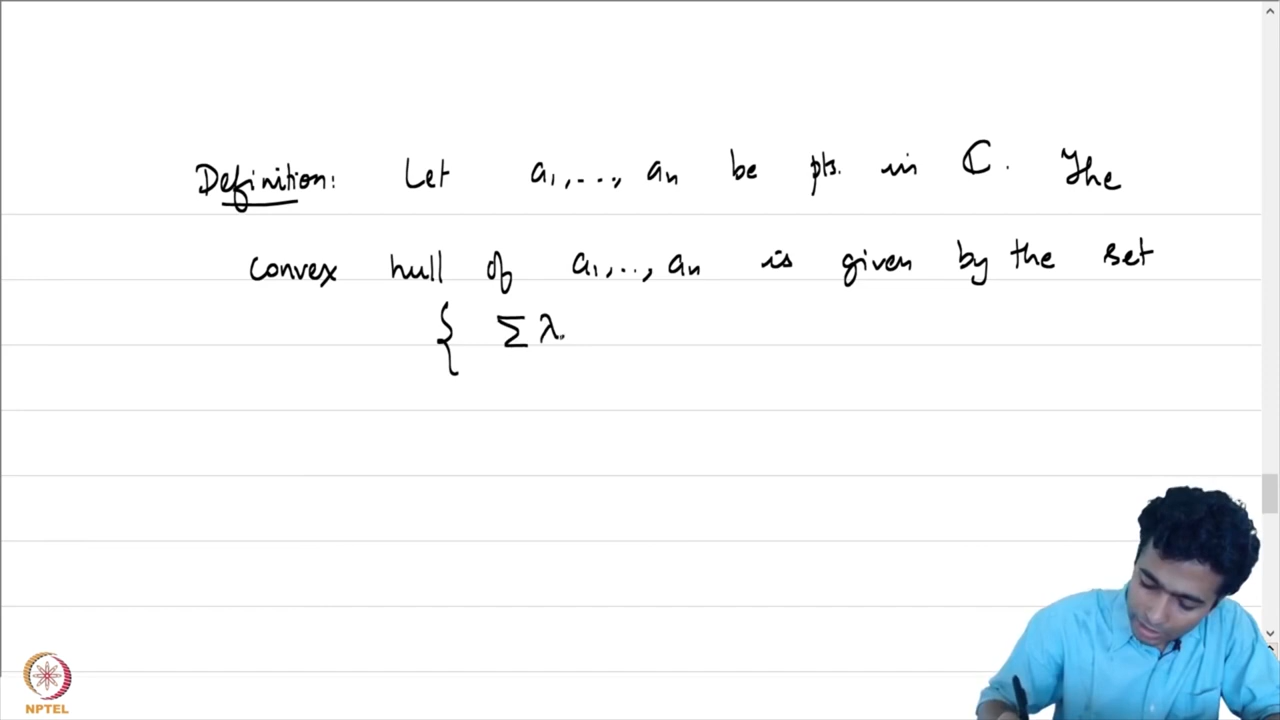 Definition: Let a₁,..., aₙ be pts. in ℂ. The
convex hull of a₁,.., aₙ is given by the set
{ Σ λ.
NPTEL